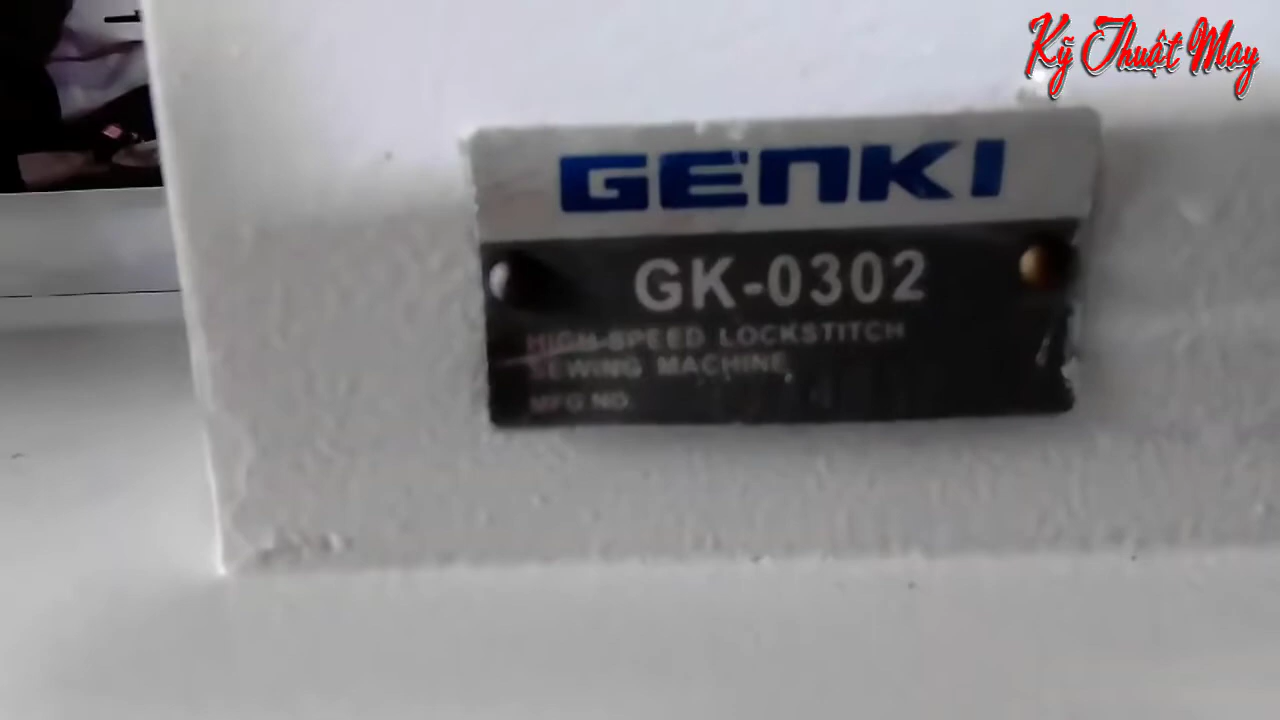 Kỹ Thuật May
GENKI
GK-0302
HIGH-SPEED LOCKSTITCH
SEWING MACHINE
MFG NO.